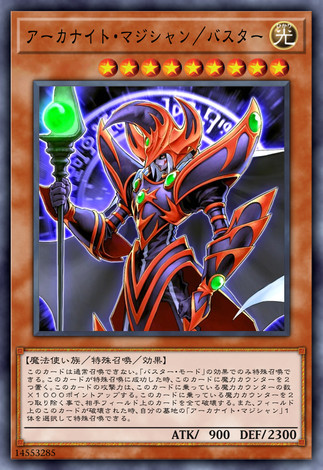 アーカナイト・マジシャン／バスター
光
【魔法使い族／特殊召喚／効果】
このカードは通常召喚できない。「バスター・モード」の効果でのみ特殊召喚で
きる。このカードが特殊召喚に成功した時、このカードに魔力カウンターを２
つ置く。このカードの攻撃力は、このカードに乗っている魔力カウンターの数
×１０００ポイントアップする。このカードに乗っている魔力カウンターを２
つ取り除く事で、相手フィールド上のカードを全て破壊する。また、フィールド
上のこのカードが破壊された時、自分の墓地の「アーカナイト・マジシャン」１
体を選択して特殊召喚できる。
ATK/ 900 DEF/2300
14553285